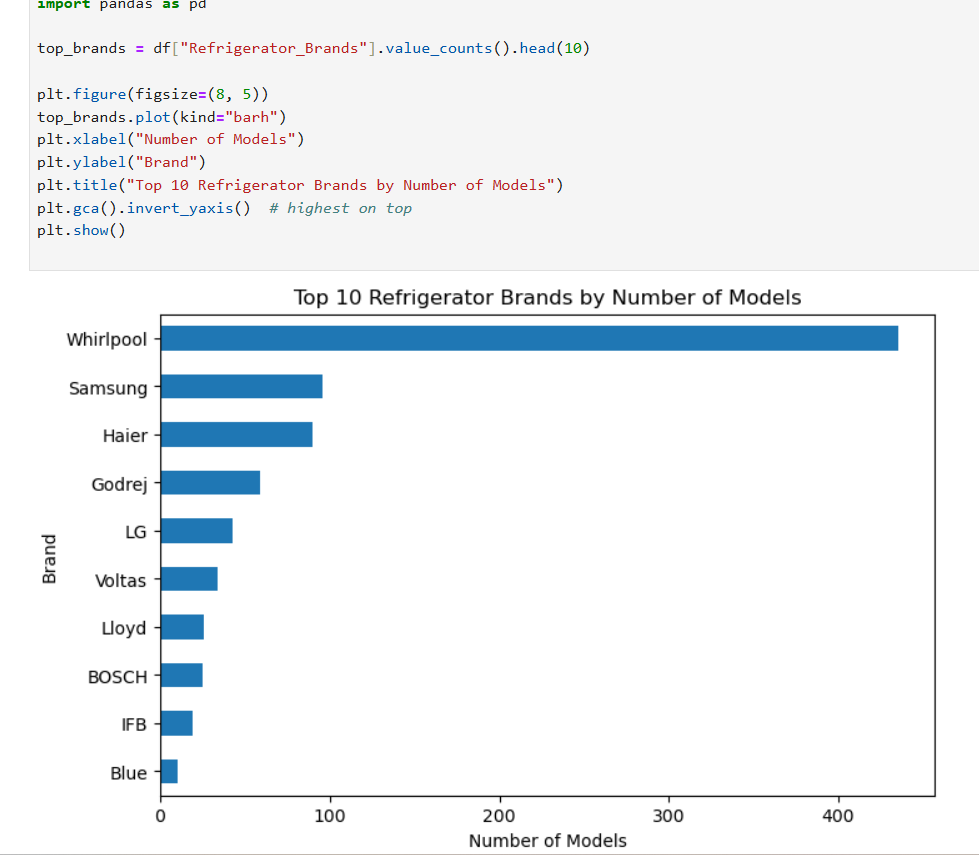 import pandas as pd
top_brands = df["Refrigerator_Brands"].value_counts().head(10)
plt.figure(figsize=(8, 5))
top_brands.plot(kind="barh")
plt.xlabel("Number of Models")
plt.ylabel("Brand")
plt.title("Top 10 Refrigerator Brands by Number of Models")
plt.gca().invert_yaxis()  # highest on top
plt.show()
Top 10 Refrigerator Brands by Number of Models
Whirlpool
Samsung
Haier
Godrej
LG
Voltas
Lloyd
BOSCH
IFB
Blue
Brand
0 100 200 300 400
Number of Models